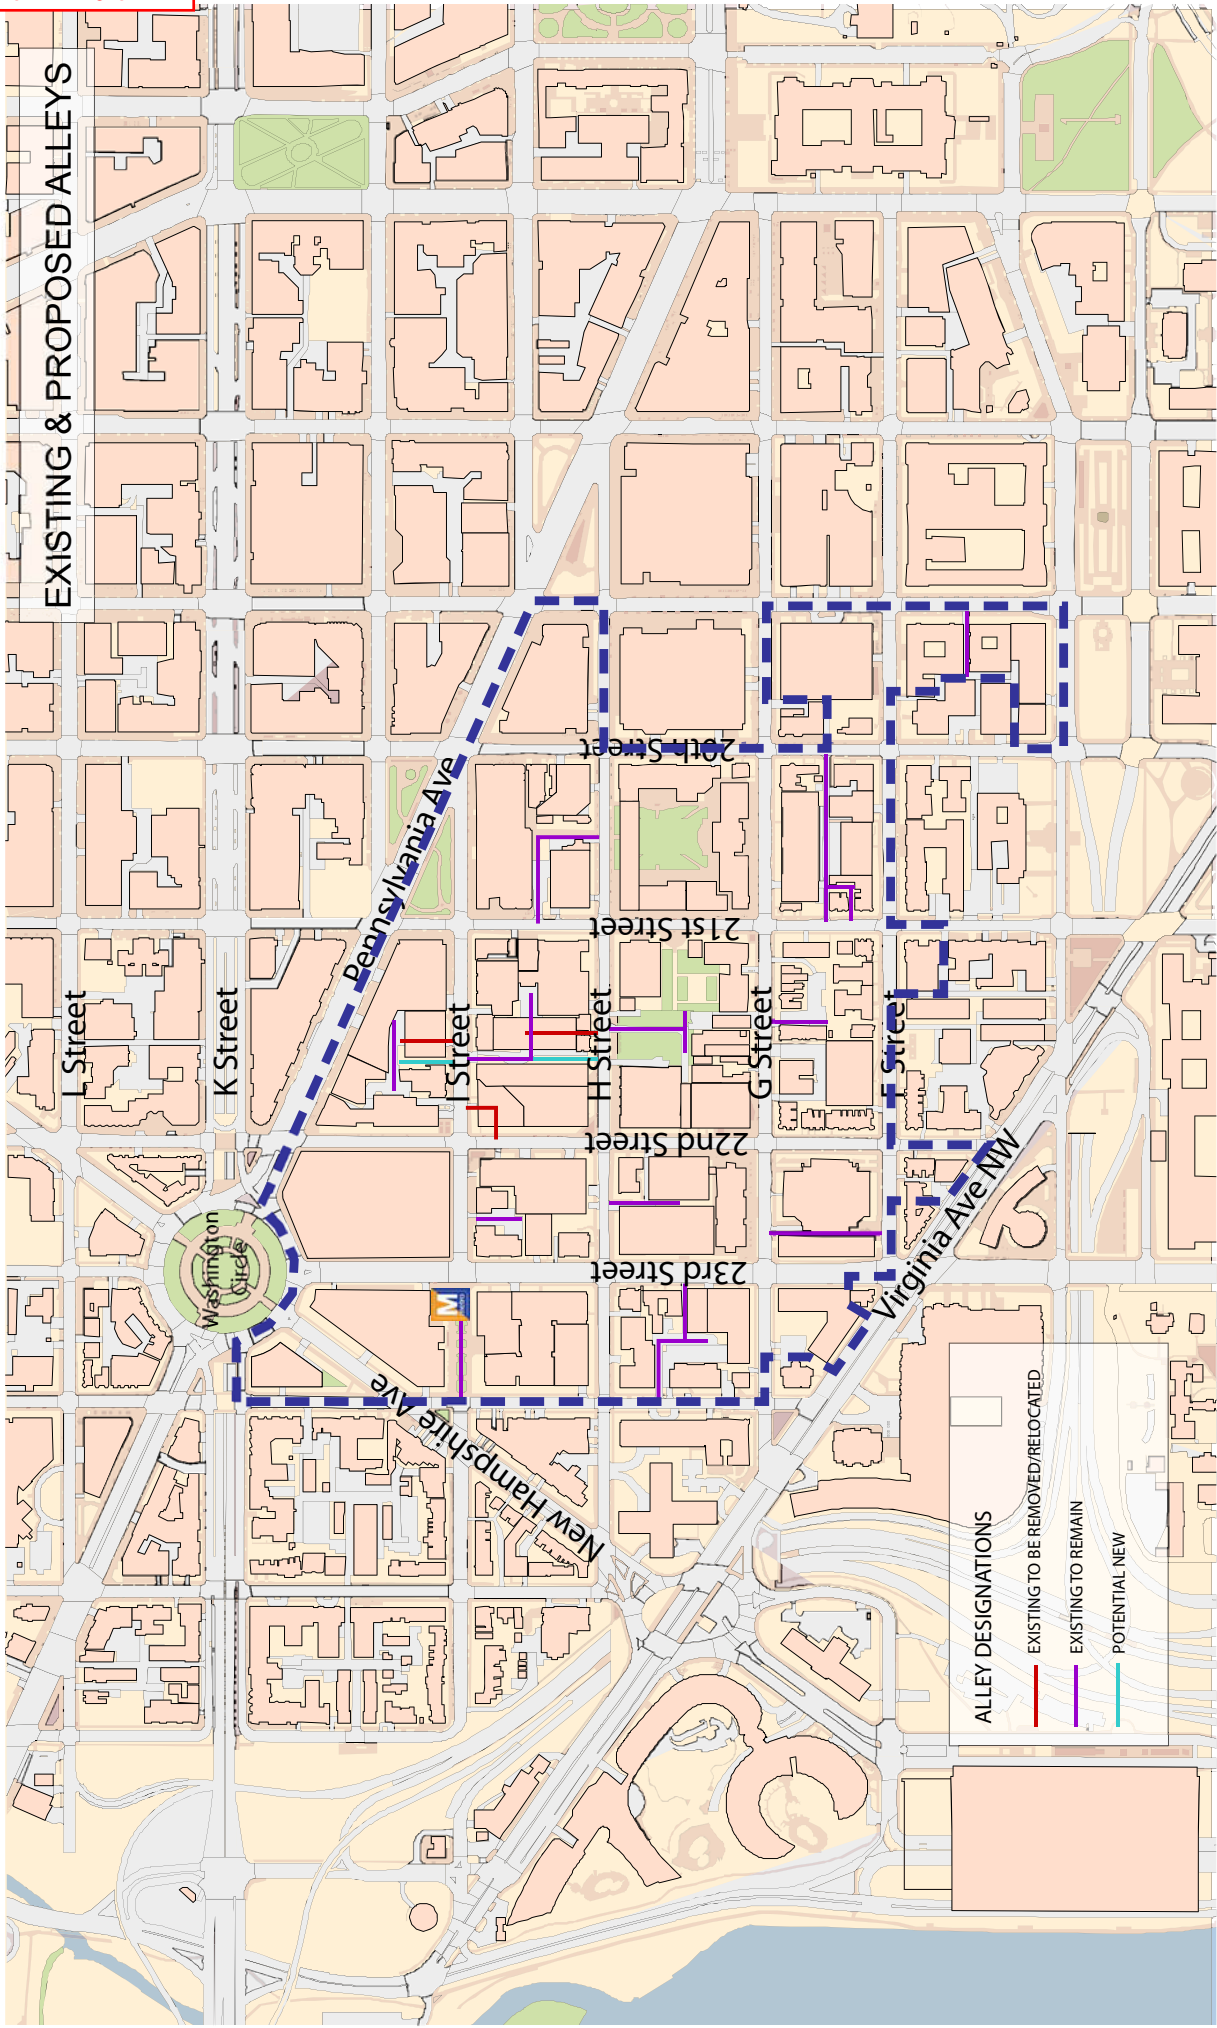 EXISTING & PROPOSED ALLEYS
L Street
K Street
Pennsylvania Ave
I Street
H Street
G Street
F Street
20th Street
21st Street
22nd Street
23rd Street
Washington
Circle
M
New Hampshire Ave
Virginia Ave NW
ALLEY DESIGNATIONS
EXISTING TO BE REMOVED/RELOCATED
EXISTING TO REMAIN
POTENTIAL NEW